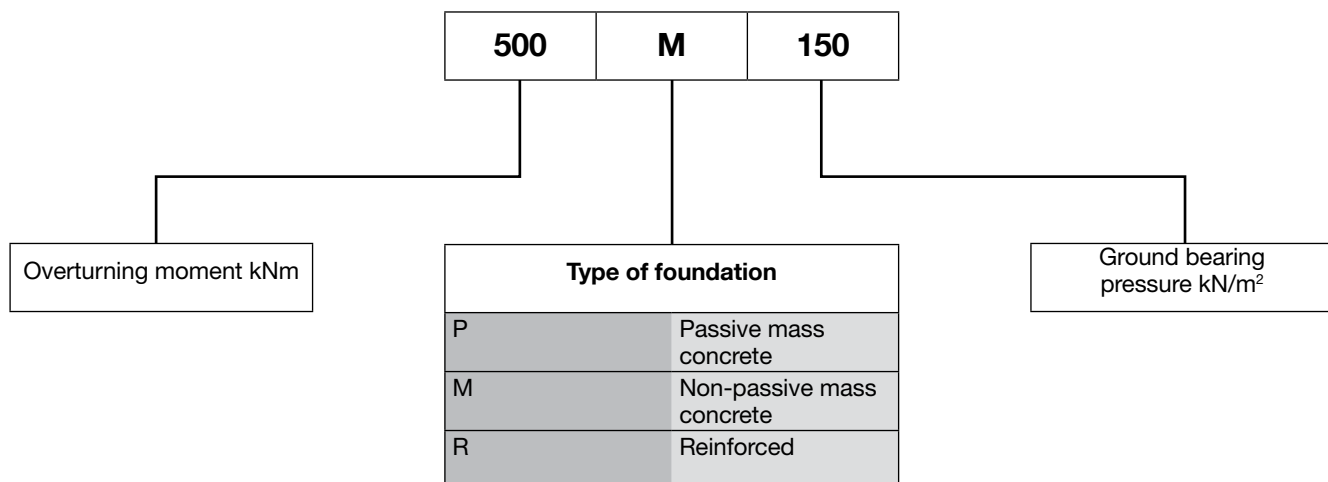 500 M 150
Overturning moment kNm
Type of foundation
P Passive mass
concrete
M Non-passive mass
concrete
R Reinforced
Ground bearing
pressure kN/m²